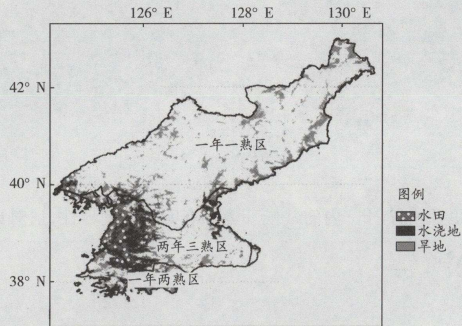 126° E 128° E 130° E
42° N
一年一熟区
40° N
两年三熟区
一年两熟区
38° N
图例
水田
水浇地
旱地